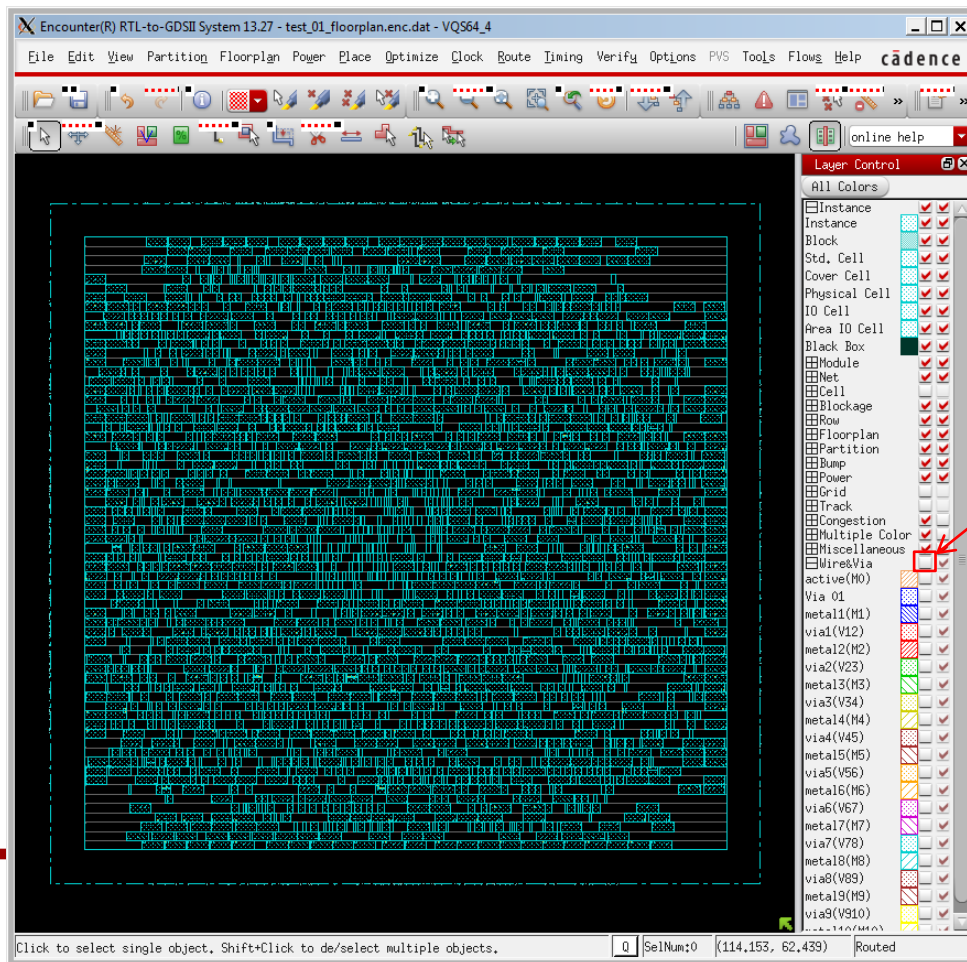 Encounter(R) RTL-to-GDSII System 13.27 - test_01_floorplan.enc.dat - VQS64_4
File Edit View Partition Floorplan Power Place Optimize Clock Route Timing Verify Options PVS Tools Flows Help cādence
» »
online help
Layer Control
All Colors
Instance
Instance
Block
Std. Cell
Cover Cell
Physical Cell
IO Cell
Area IO Cell
Black Box
Module
Net
Cell
Blockage
Row
Floorplan
Partition
Bump
Power
Grid
Track
Congestion
Multiple Color
Miscellaneous
Wire&Via
active(M0)
Via 01
metal1(M1)
via1(V12)
metal2(M2)
via2(V23)
metal3(M3)
via3(V34)
metal4(M4)
via4(V45)
metal5(M5)
via5(V56)
metal6(M6)
via6(V67)
metal7(M7)
via7(V78)
metal8(M8)
via8(V89)
metal9(M9)
via9(V910)
metal10(M10)
Click to select single object. Shift+Click to de/select multiple objects. Q SelNum:0 (114.153, 62.439) Routed